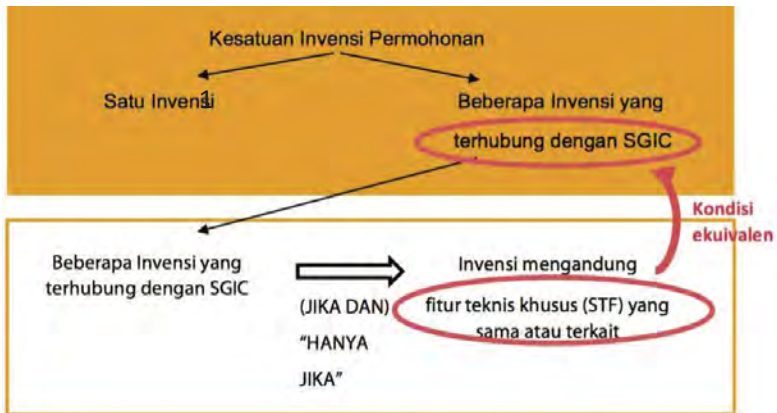 Kesatuan Invensi Permohonan
Satu Invensi
1
Beberapa Invensi yang
terhubung dengan SGIC
Kondisi
ekuivalen
Beberapa Invensi yang
terhubung dengan SGIC
(JIKA DAN)
"HANYA
JIKA"
Invensi mengandung
fitur teknis khusus (STF) yang
sama atau terkait